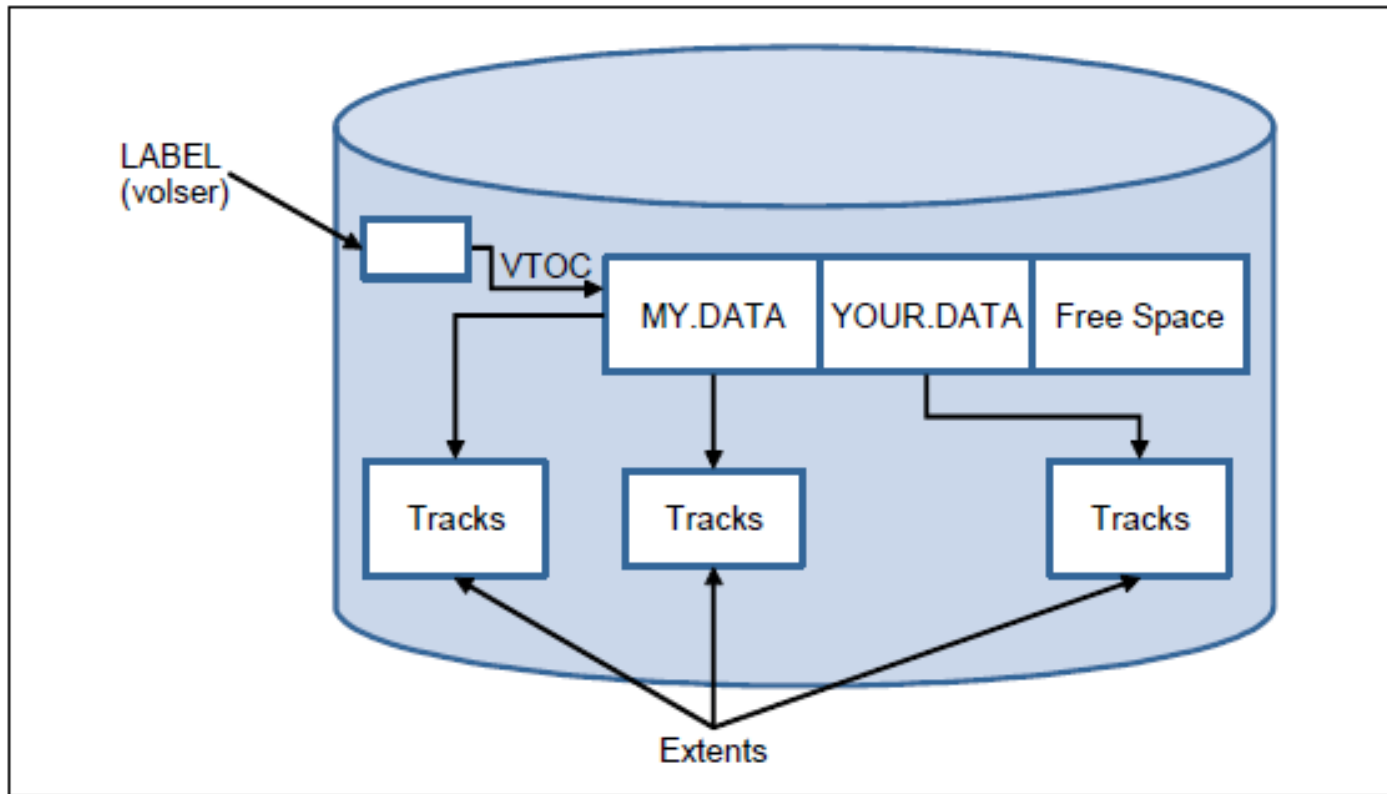 LABEL
(volser)
VTOC
MY.DATA
YOUR.DATA
Free Space
Tracks
Tracks
Tracks
Extents